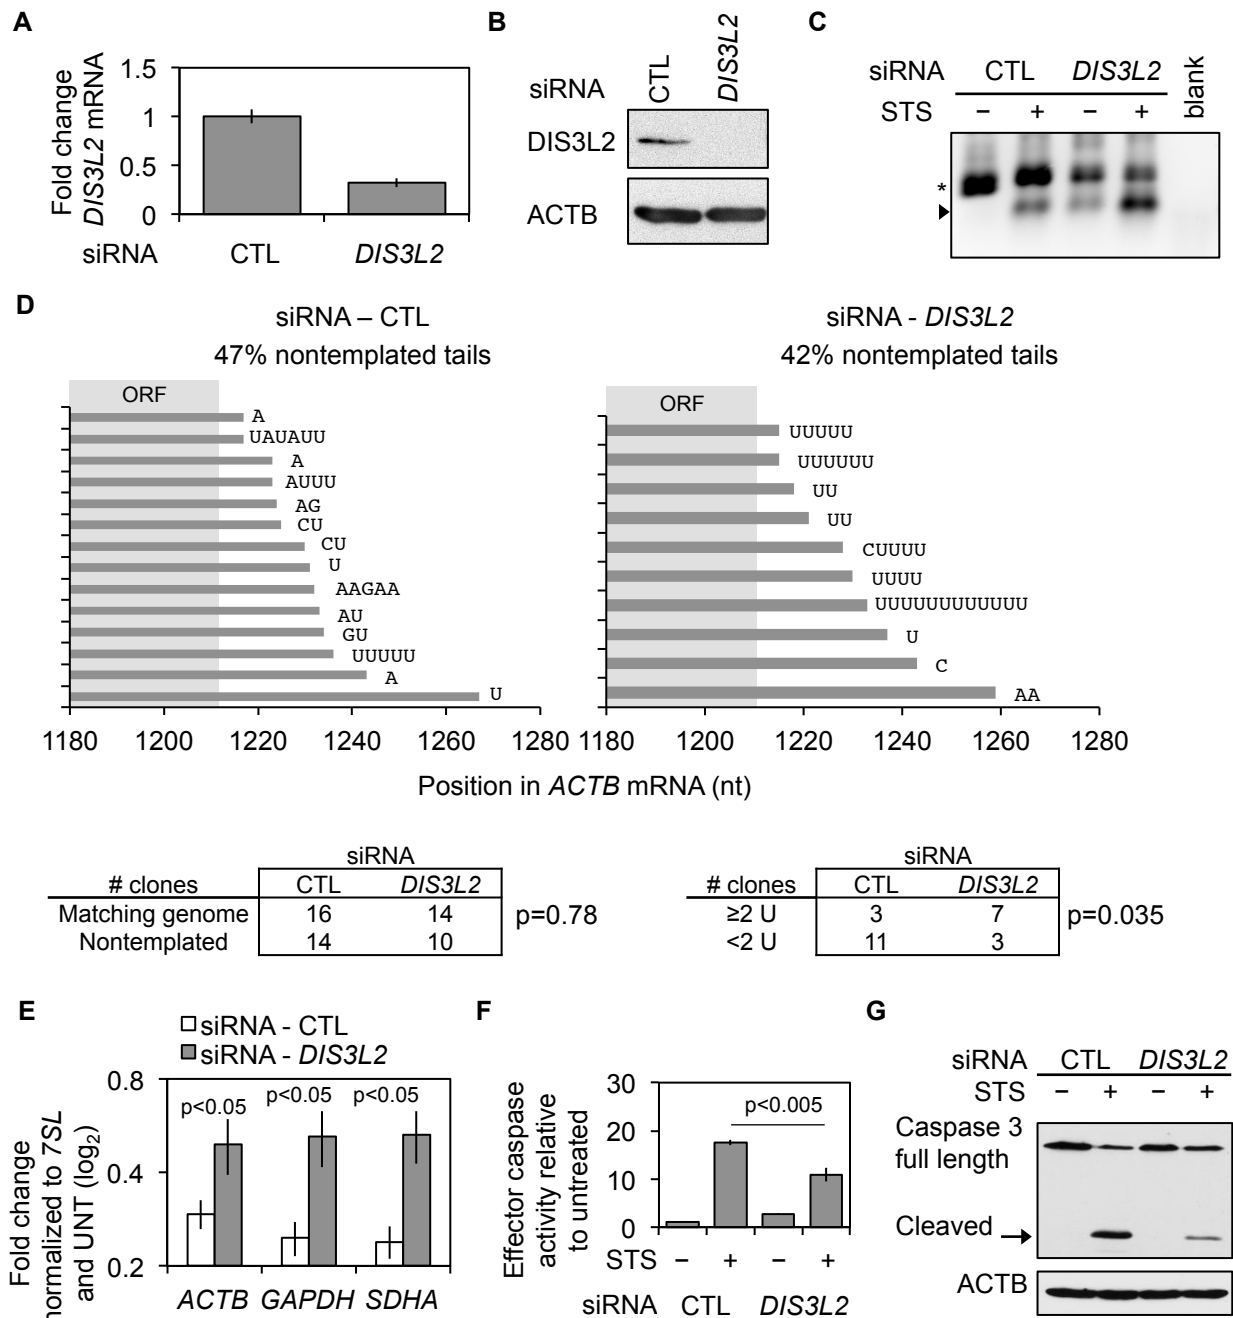 A
Fold change
DIS3L2 mRNA
1.5
1
0.5
0
siRNA
CTL
DIS3L2
B
siRNA
CTL
DIS3L2
DIS3L2
ACTB
C
siRNA CTL DIS3L2 blank
STS – + – +
*
D
siRNA – CTL
47% nontemplated tails
ORF
A
UAUAUU
A
AUUU
AG
CU
CU
U
AAGAA
AU
GU
UUUUU
A
U
1180 1200 1220 1240 1260 1280
siRNA - DIS3L2
42% nontemplated tails
ORF
UUUUU
UUUUUU
UU
UU
CUUUU
UUUU
UUUUUUUUUUUU
U
C
AA
1180 1200 1220 1240 1260 1280
Position in ACTB mRNA (nt)
siRNA
# clones CTL DIS3L2
Matching genome 16 14
Nontemplated 14 10
p=0.78
siRNA
# clones CTL DIS3L2
≥2 U 3 7
<2 U 11 3
p=0.035
E
siRNA - CTL
siRNA - DIS3L2
Fold change
normalized to 7SL
and UNT (log2)
0.8
0.4
0.2
p<0.05 p<0.05 p<0.05
ACTB GAPDH SDHA
F
Effector caspase
activity relative
to untreated
30
20
10
0
p<0.005
STS – + – +
siRNA CTL DIS3L2
G
siRNA CTL DIS3L2
STS – + – +
Caspase 3
full length
Cleaved
ACTB